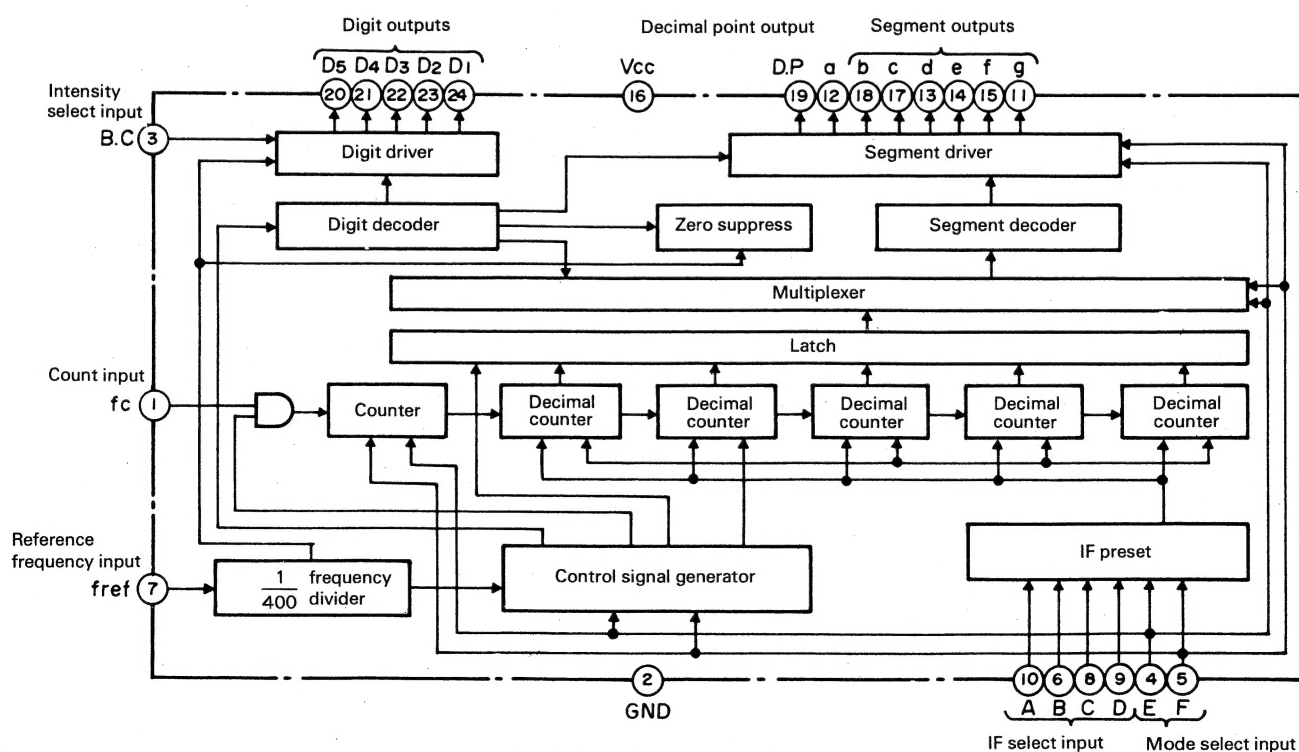 Digit outputs
Decimal point output
Segment outputs
D5 D4 D3 D2 D1
Vcc
D.P a b c d e f g
20 21 22 23 24
16
19 12 18 17 13 14 15 11
Intensity
select input
B.C 3
Digit driver
Segment driver
Digit decoder
Zero suppress
Segment decoder
Multiplexer
Latch
Count input
fc 1
Counter
Decimal
counter
Decimal
counter
Decimal
counter
Decimal
counter
Decimal
counter
Reference
frequency input
fref 7
1/400 frequency
divider
Control signal generator
IF preset
2
GND
10 6 8 9 4 5
A B C D E F
IF select input
Mode select input